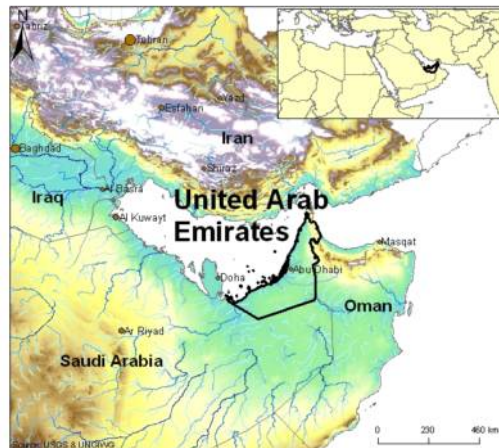 N
Tabriz
Tehran
Esfahan
Yazd
Iran
Baghdad
Shiraz
Iraq
Al Basra
Al Kuwayt
United Arab
Emirates
Masqat
Doha
Abu Dhabi
Oman
Ar Riyad
Saudi Arabia
Source: USGS & UNGIWG
0 230 460 km